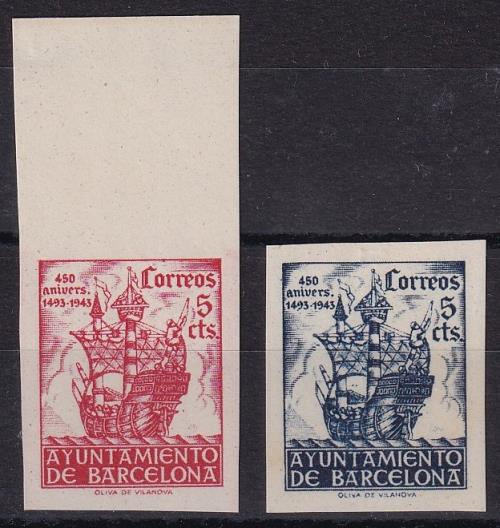 450
anivers.
1493-1943
Correos
5
cts.
AYUNTAMIENTO
DE BARCELONA
OLIVA DE VILANOVA
450
anivers.
1493-1943
Correos
5
cts.
AYUNTAMIENTO
DE BARCELONA
OLIVA DE VILANOVA